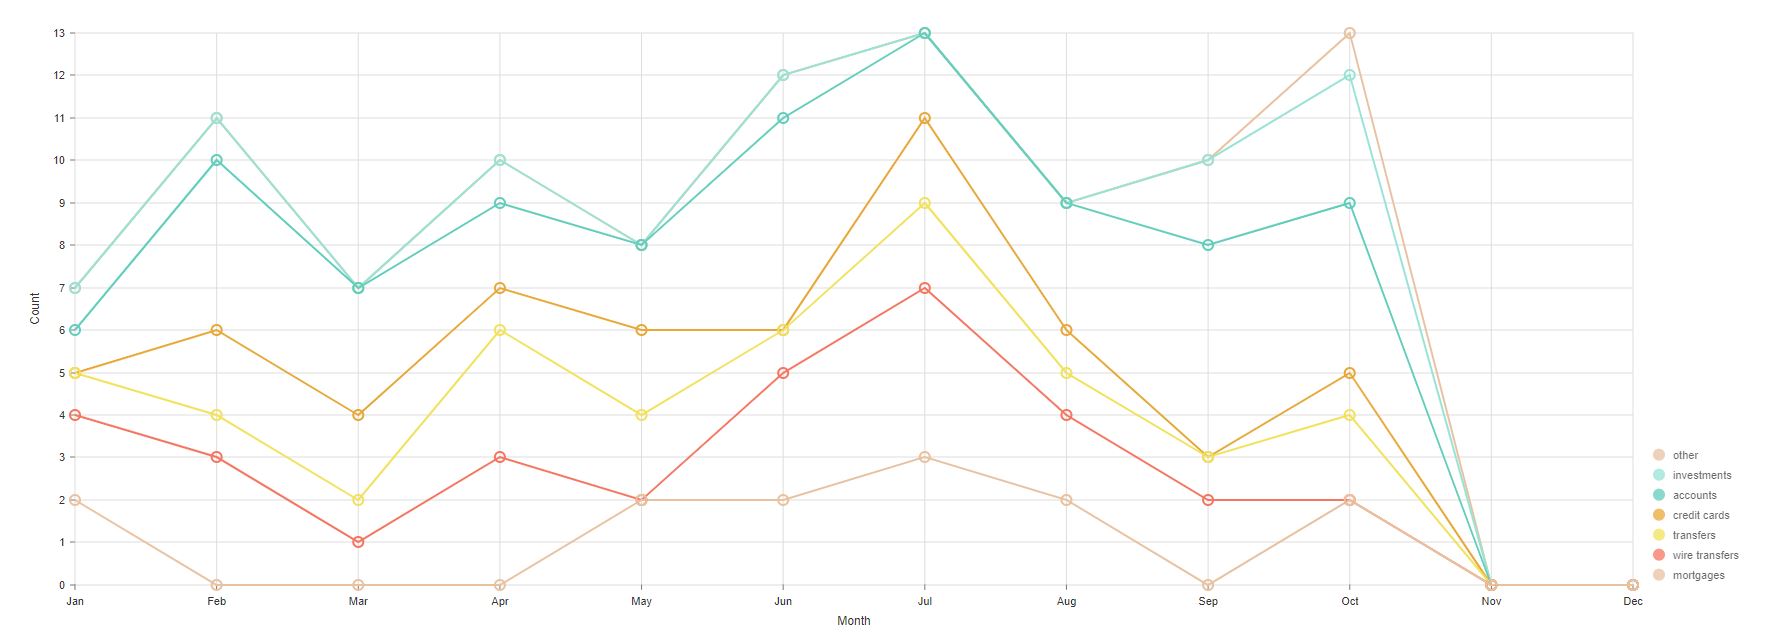 13
12
11
10
9
8
7
6
5
4
3
2
1
0
Count
Jan Feb Mar Apr May Jun Jul Aug Sep Oct Nov Dec
Month
other
investments
accounts
credit cards
transfers
wire transfers
mortgages